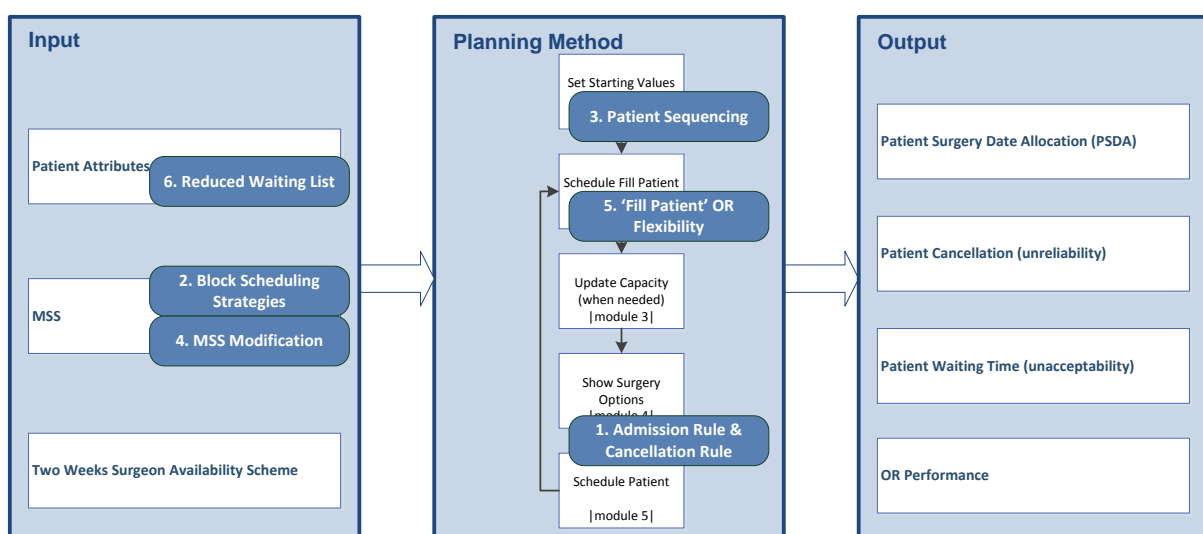 Input
Patient Attributes
6. Reduced Waiting List
2. Block Scheduling
Strategies
MSS
4. MSS Modification
Two Weeks Surgeon Availability Scheme
Planning Method
Set Starting Values
3. Patient Sequencing
Schedule Fill Patient
5. ‘Fill Patient’ OR
Flexibility
Update Capacity
(when needed)
|module 3|
Show Surgery
Options
|module 4|
1. Admission Rule &
Cancellation Rule
Schedule Patient
|module 5|
Output
Patient Surgery Date Allocation (PSDA)
Patient Cancellation (unreliability)
Patient Waiting Time (unacceptability)
OR Performance